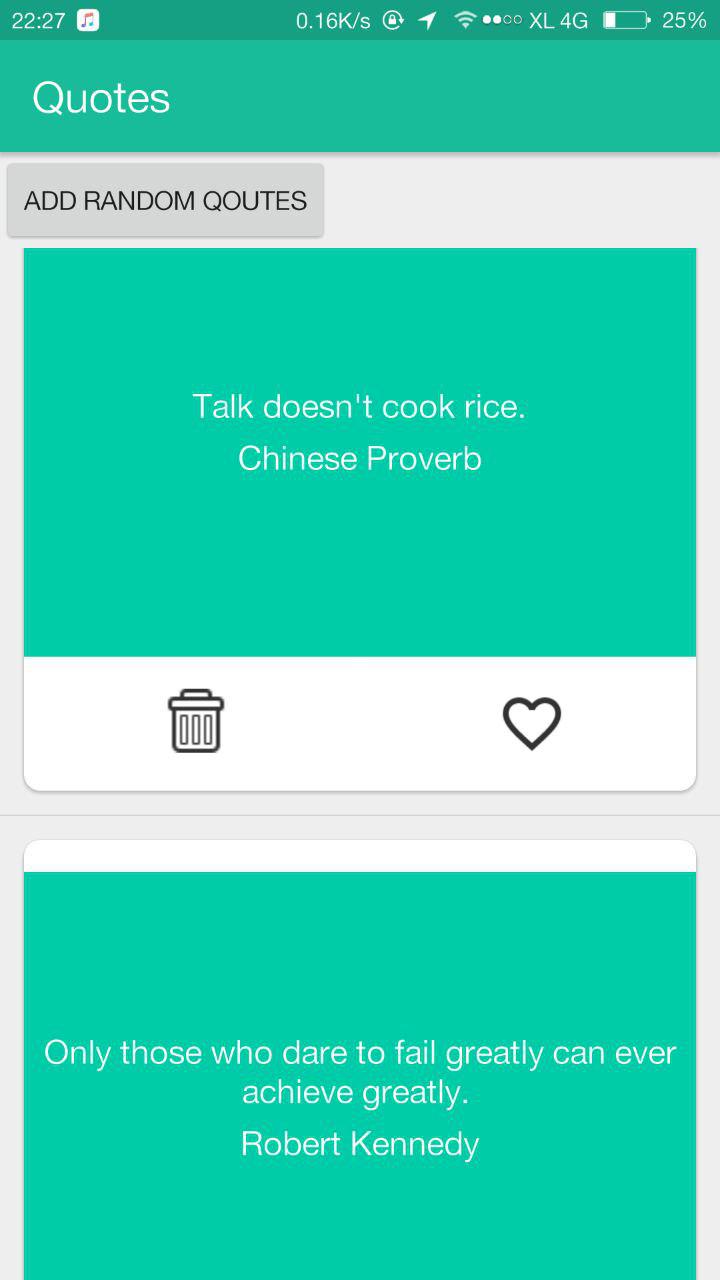 22:27 0.16K/s XL 4G 25%
Quotes
ADD RANDOM QOUTES
Talk doesn't cook rice.
Chinese Proverb
Only those who dare to fail greatly can ever
achieve greatly.
Robert Kennedy